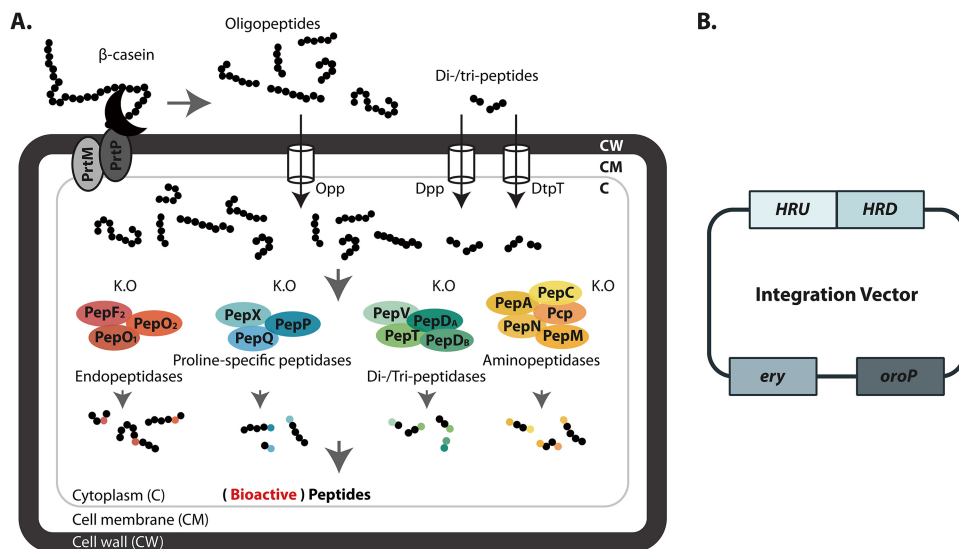 A.
B.
Oligopeptides
β-casein
Di-/tri-peptides
CW
PrtM
PrtP
CM
C
Opp
Dpp
DtpT
HRU
HRD
K.O
K.O
K.O
K.O
PepF2
PepO2
PepO1
PepX
PepP
PepQ
PepV
PepDA
PepT
PepDB
PepC
PepA
Pcp
PepN
PepM
Integration Vector
Endopeptidases
Proline-specific peptidases
Di-/Tri-peptidases
Aminopeptidases
ery
oroP
(Bioactive) Peptides
Cytoplasm (C)
Cell membrane (CM)
Cell wall (CW)